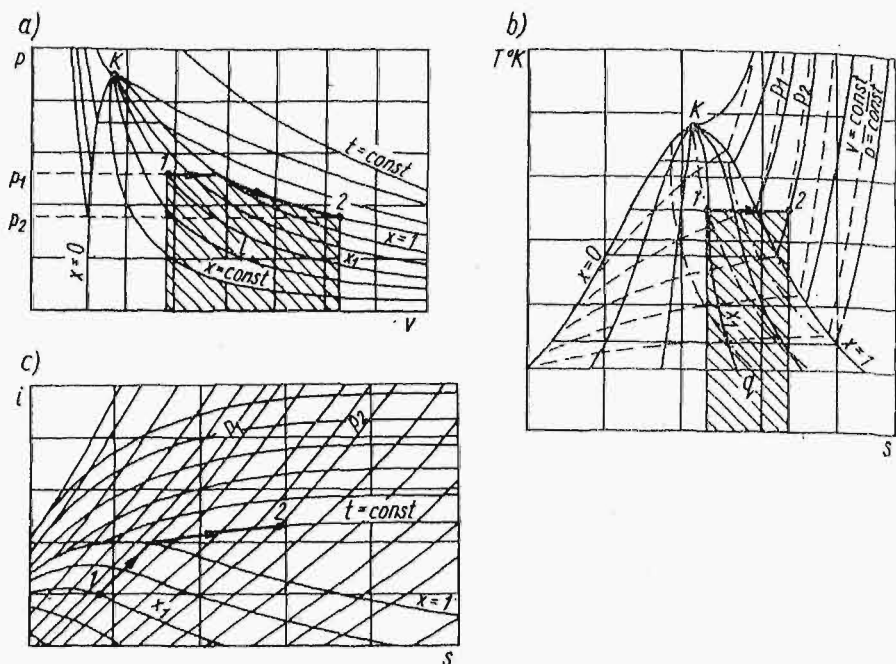 a)
p
K
t = const
p₁
1
p₂
2
x=0
x=1
l
x₁
x=const
v
b)
T°K
K
p₁
p₂
v = const
υ = const
1
2
x=0
x₁
q
x=1
s
c)
i
p₁
p₂
2
t = const
1
x₁
x=1
s